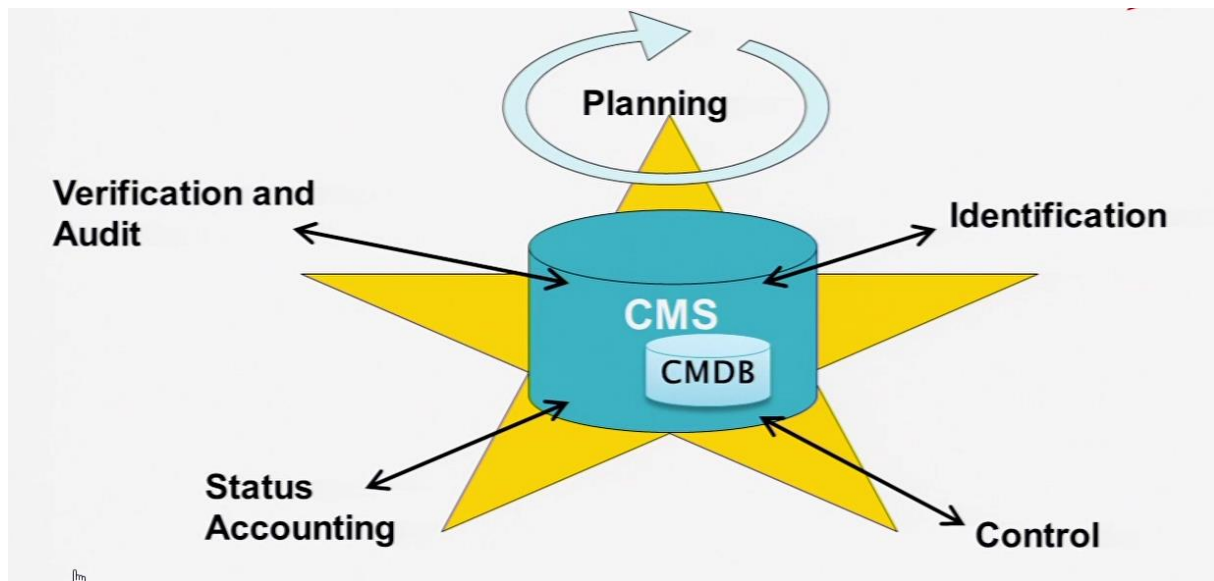 Planning
Verification and
Audit
Identification
CMS
CMDB
Status
Accounting
Control